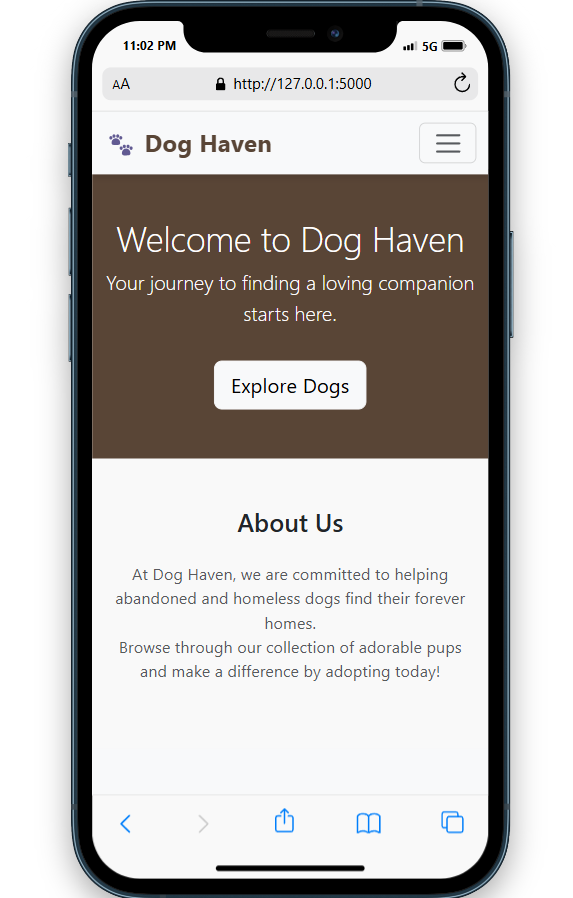 11:02 PM
5G
AA
http://127.0.0.1:5000
Dog Haven
Welcome to Dog Haven
Your journey to finding a loving companion
starts here.
Explore Dogs
About Us
At Dog Haven, we are committed to helping
abandoned and homeless dogs find their forever
homes.
Browse through our collection of adorable pups
and make a difference by adopting today!